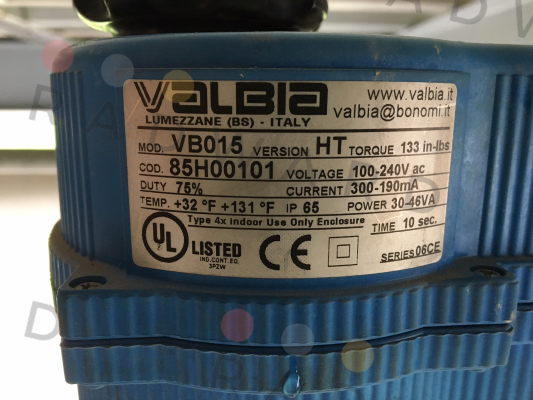 VALBIA
www.valbia.it
LUMEZZANE (BS) - ITALY
valbia@bonomi.it
MOD. VB015 VERSION HT TORQUE 133 in-lbs
COD. 85H00101 VOLTAGE 100-240V ac
DUTY 75% CURRENT 300-190mA
TEMP. +32 °F +131 °F IP 65 POWER 30-46VA
Type 4x indoor Use Only Enclosure
TIME 10 sec.
UL LISTED CE
IND.CONT.EQ.
3PZW
SERIES 06CE